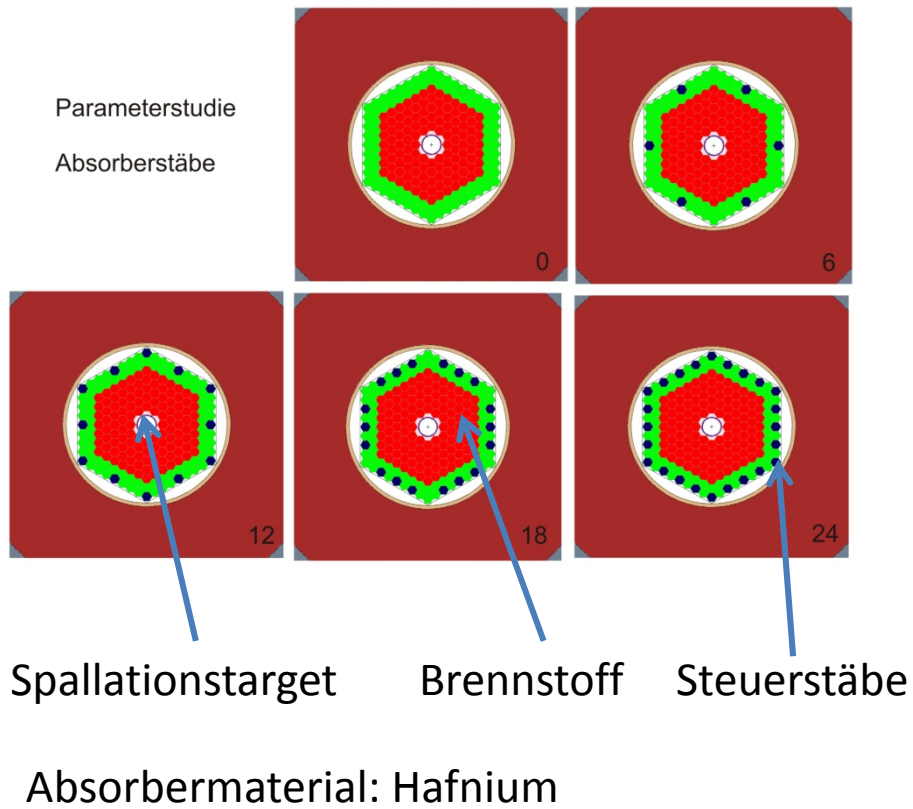 Parameterstudie
Absorberstäbe
0
6
12
18
24
Spallationstarget
Brennstoff
Steuerstäbe
Absorbermaterial: Hafnium